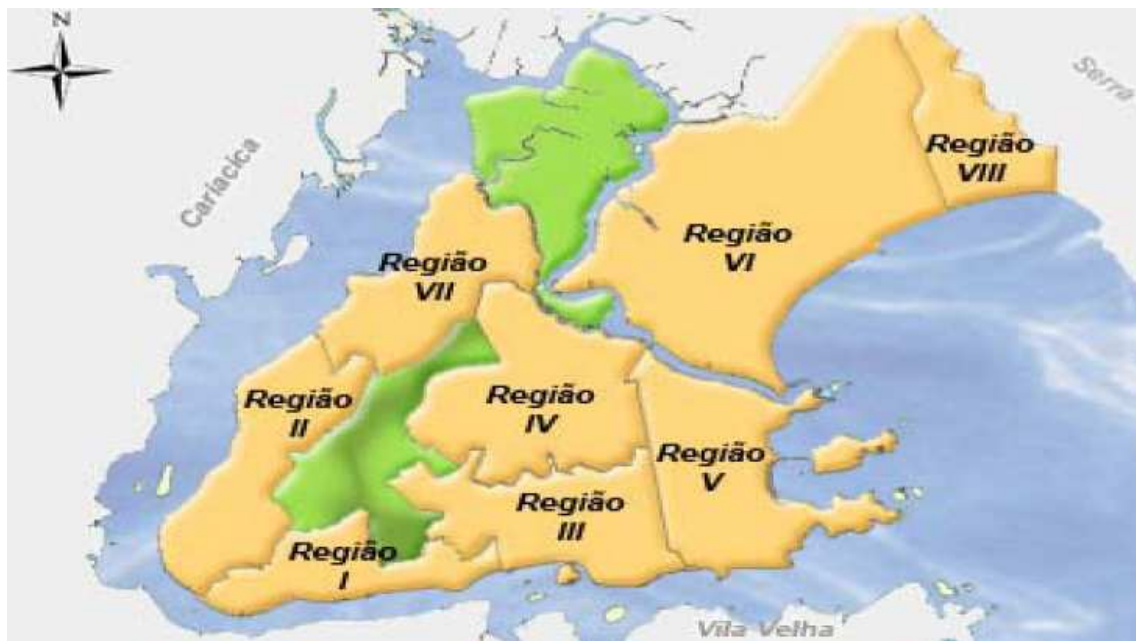 N
Serra
Cariacica
Região
VIII
Região
VI
Região
VII
Região
II
Região
IV
Região
V
Região
III
Região
I
Vila Velha